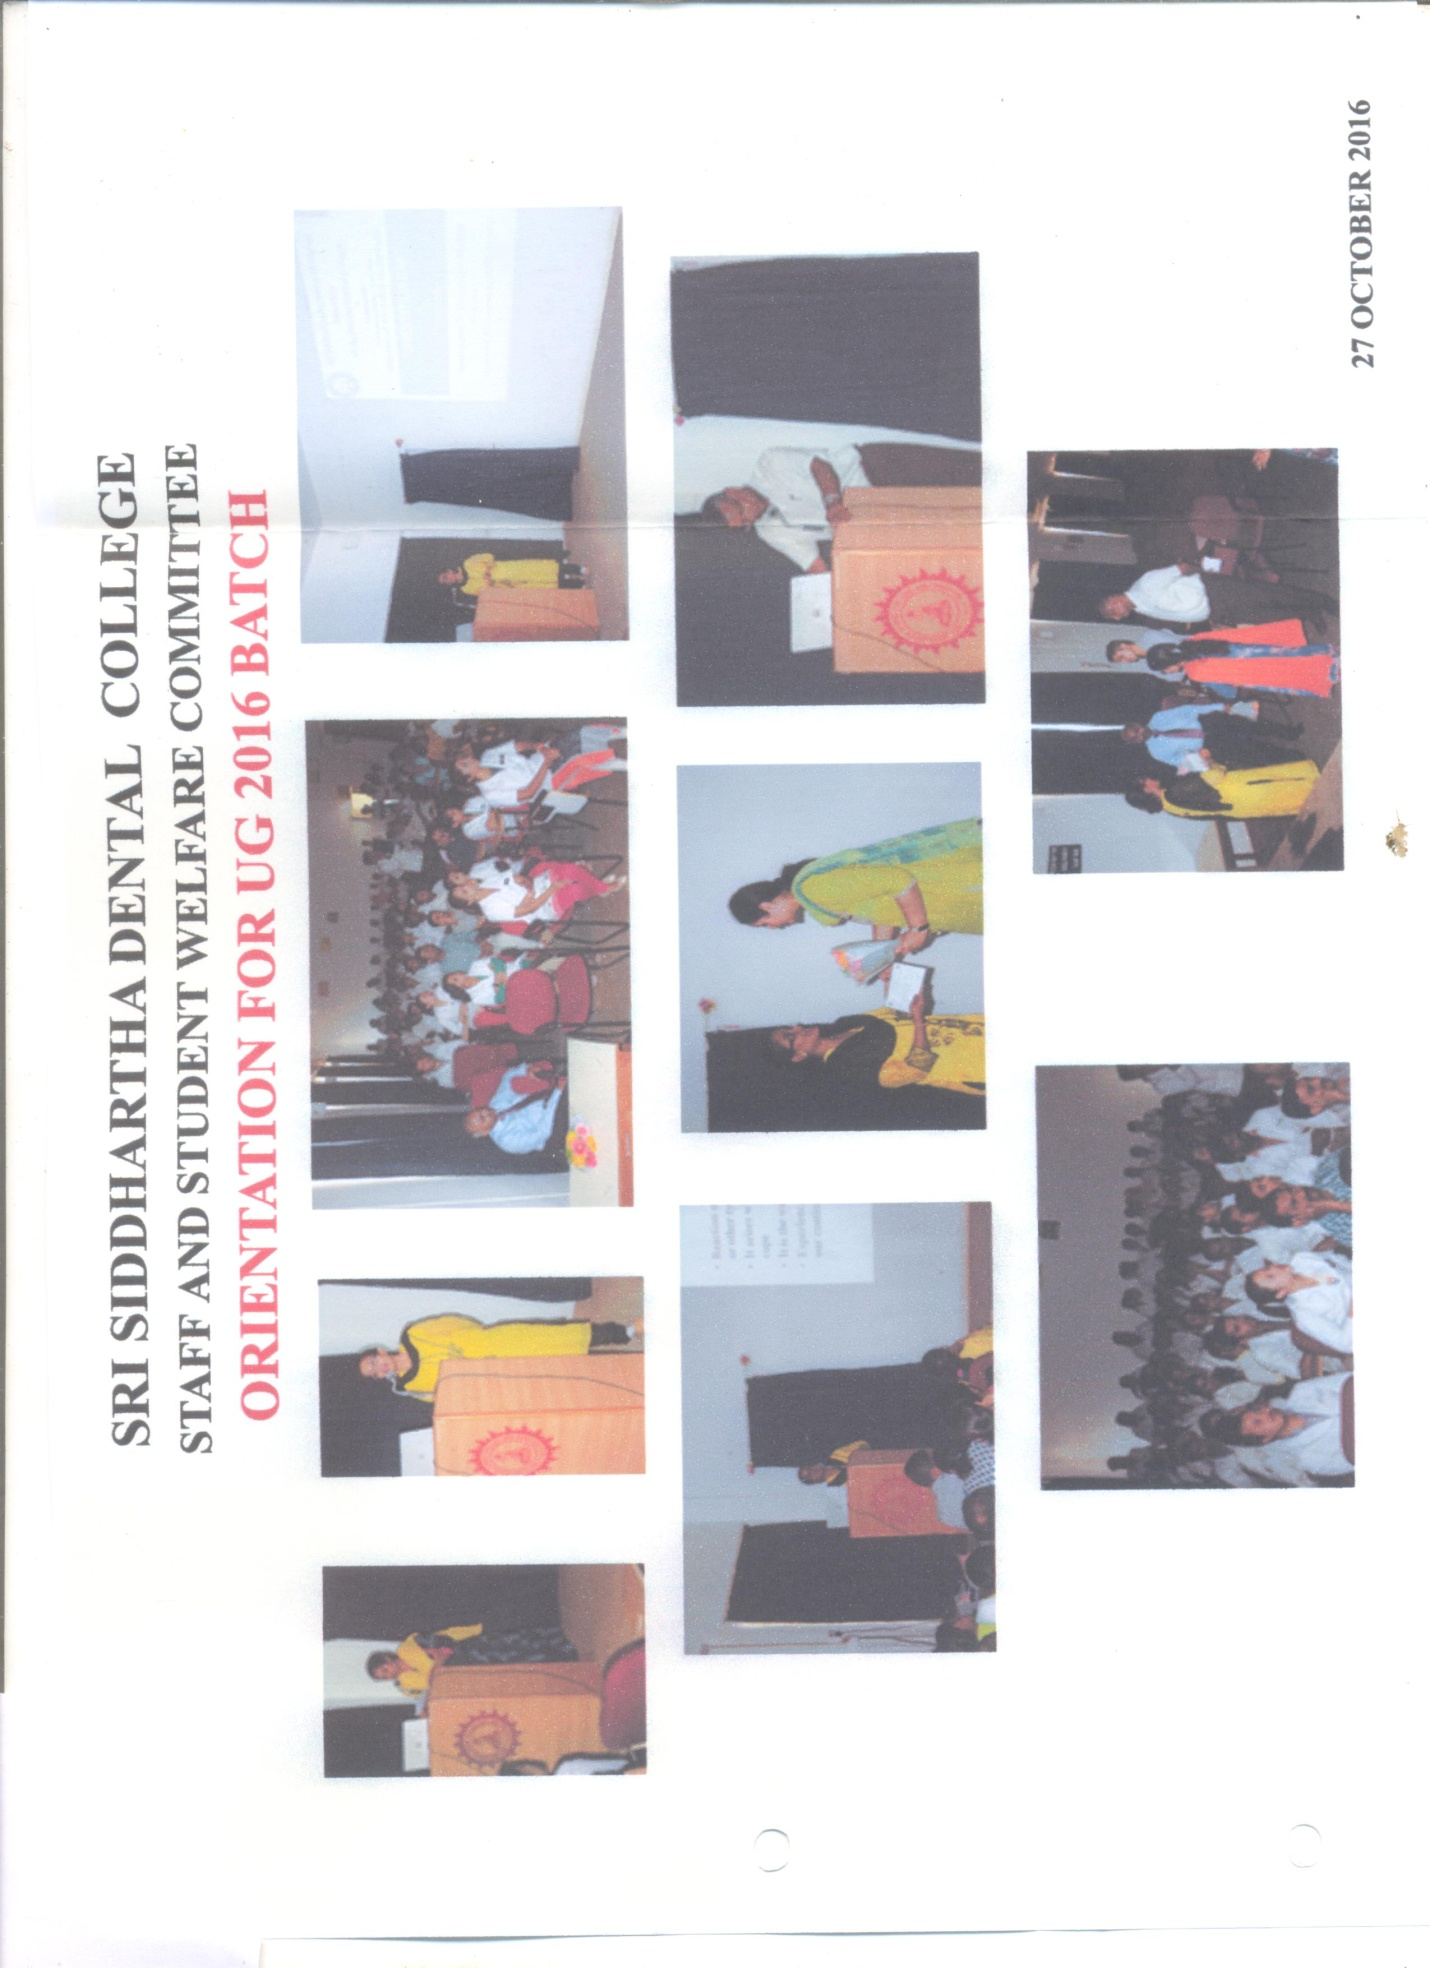 SRI SIDDHARTHA DENTAL COLLEGE
STAFF AND STUDENT WELFARE COMMITTEE
ORIENTATION FOR UG 2016 BATCH
27 OCTOBER 2016